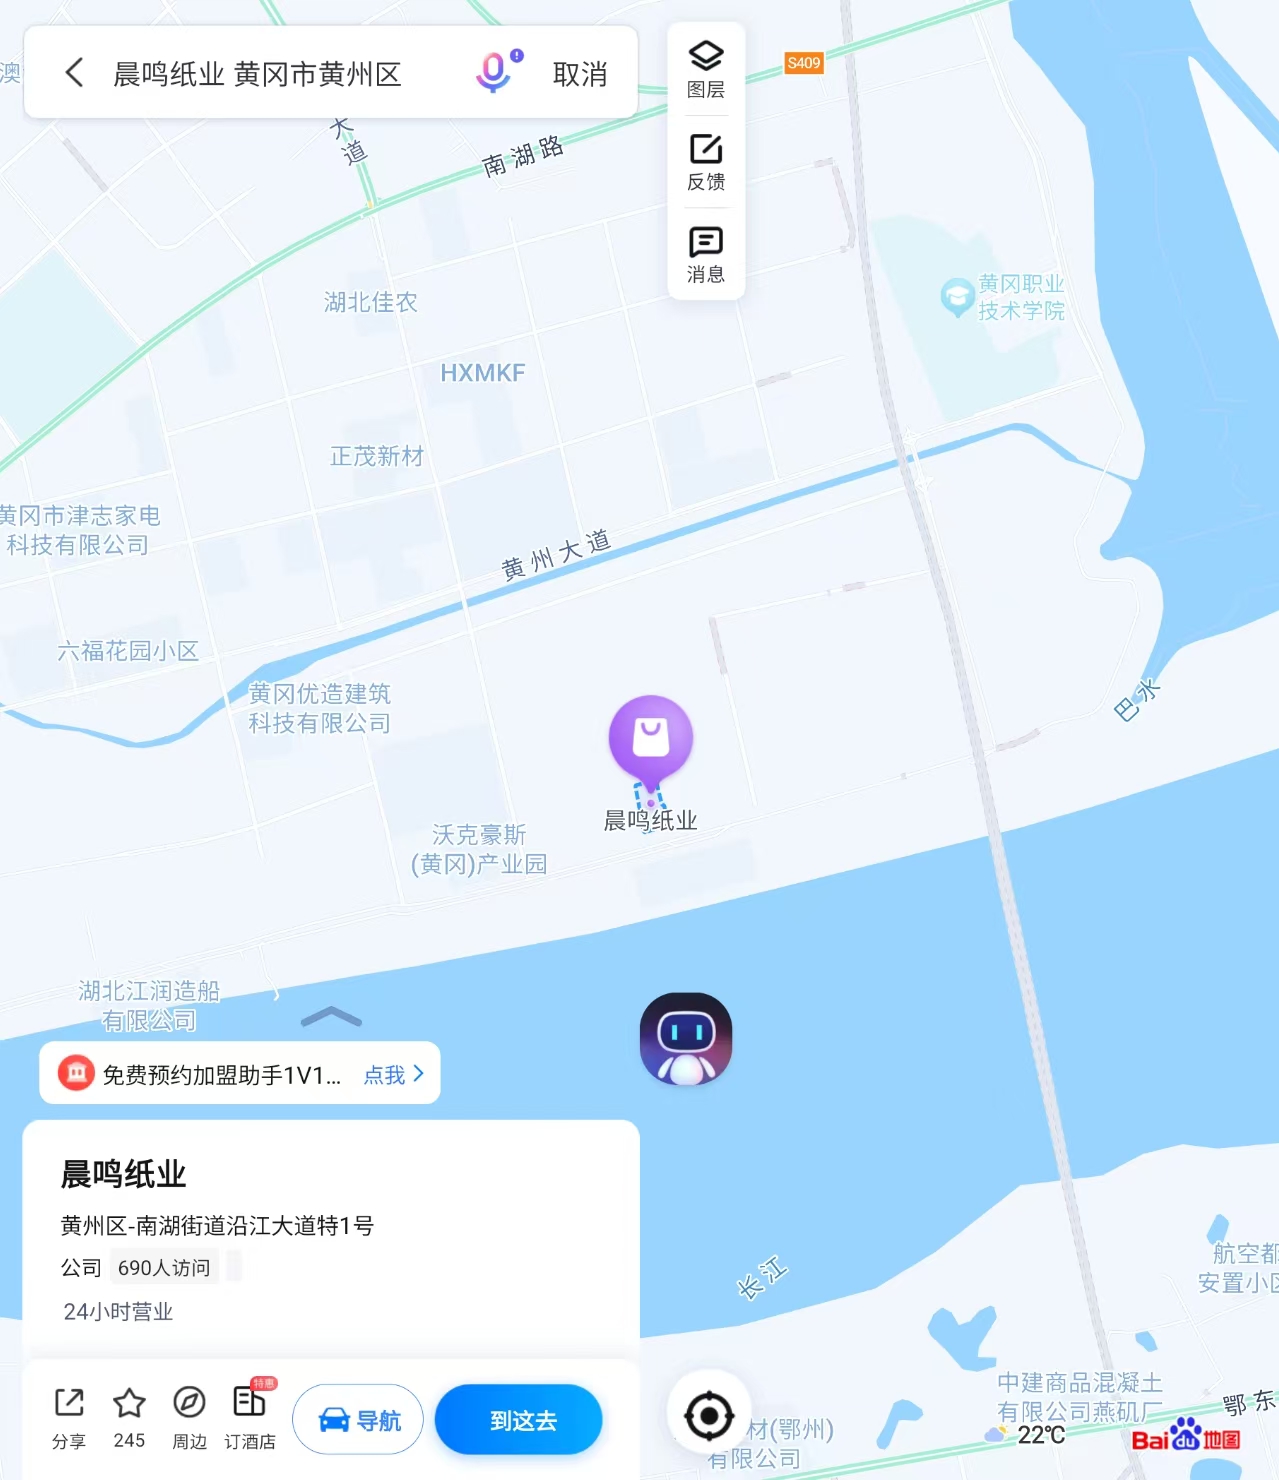 晨鸣纸业 黄冈市黄州区
取消
图层
反馈
消息
S409
澳
大道
南湖路
湖北佳农
HXMKF
正茂新材
黄冈职业
技术学院
黄冈市津志家电
科技有限公司
黄州大道
六福花园小区
黄冈优造建筑
科技有限公司
巴水
晨鸣纸业
沃克豪斯
(黄冈)产业园
湖北江润造船
有限公司
免费预约加盟助手1V1...
点我
晨鸣纸业
黄州区-南湖街道沿江大道特1号
公司
690人访问
24小时营业
长江
航空都
安置小区
中建商品混凝土
有限公司燕矶厂
鄂东
材(鄂州)
有限公司
22℃
Baidu地图
分享
245
周边
特惠
订酒店
导航
到这去